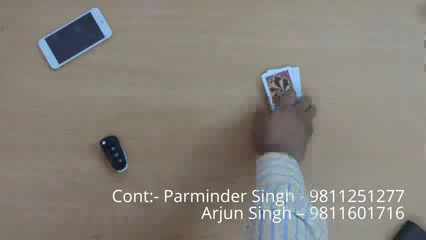 Cont:- Parminder Singh - 9811251277
Arjun Singh – 9811601716